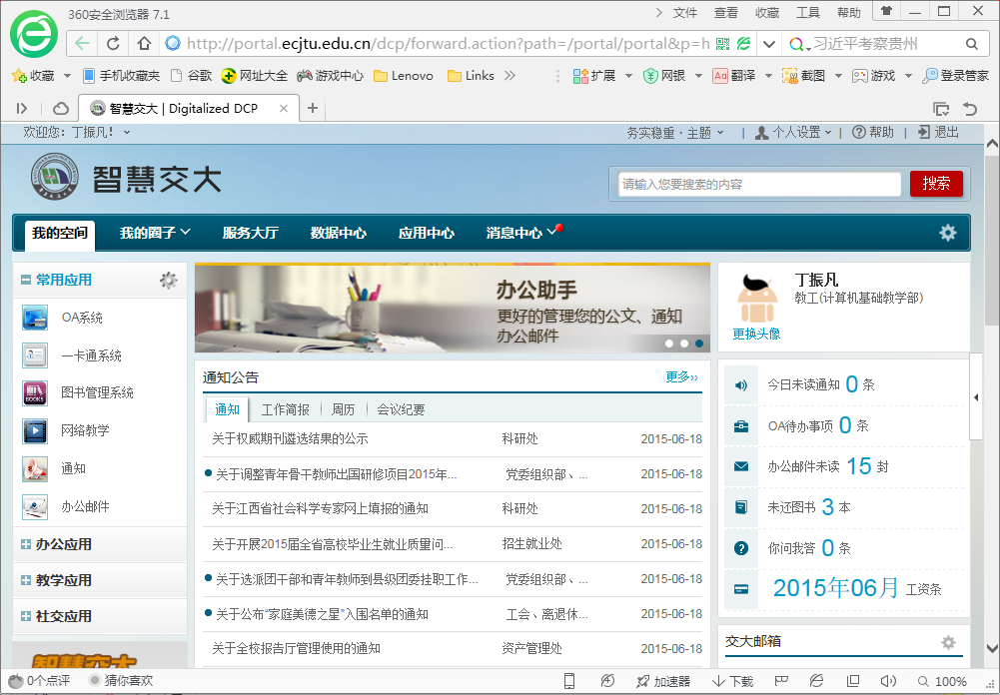 360安全浏览器 7.1
文件 查看 收藏 工具 帮助
http://portal.ecjtu.edu.cn/dcp/forward.action?path=/portal/portal&p=h
习近平考察贵州
收藏 手机收藏夹 谷歌 网址大全 游戏中心 Lenovo Links 扩展 网银 Aa 翻译 截图 游戏 登录管家
智慧交大 | Digitalized DCP
欢迎您: 丁振凡! 务实稳重 · 主题 | 个人设置 | 帮助 | 退出
智慧交大
请输入您要搜索的内容 搜索
我的空间 我的圈子 服务大厅 数据中心 应用中心 消息中心
常用应用
OA系统
一卡通系统
图书管理系统
BOOKS
网络教学
通知
办公邮件
办公应用
教学应用
社交应用
智慧交大
办公助手
更好的管理您的公文、通知
办公邮件
通知公告 更多››
通知 工作简报 周历 会议纪要
关于权威期刊遴选结果的公示 科研处 2015-06-18
关于调整青年骨干教师出国研修项目2015年... 党委组织部、... 2015-06-18
关于江西省社会科学专家网上填报的通知 科研处 2015-06-18
关于开展2015届全省高校毕业生就业质量问... 招生就业处 2015-06-18
关于选派团干部和青年教师到县级团委挂职工作... 党委组织部、... 2015-06-18
关于公布“家庭美德之星”入围名单的通知 工会、离退休... 2015-06-18
关于全校报告厅管理使用的通知 资产管理处 2015-06-18
丁振凡
教工(计算机基础教学部)
更换头像
今日未读通知 0 条
OA待办事项 0 条
办公邮件未读 15 封
未还图书 3 本
你问我答 0 条
2015年06月 工资条
交大邮箱
0个点评 猜你喜欢 加速器 下载 100%